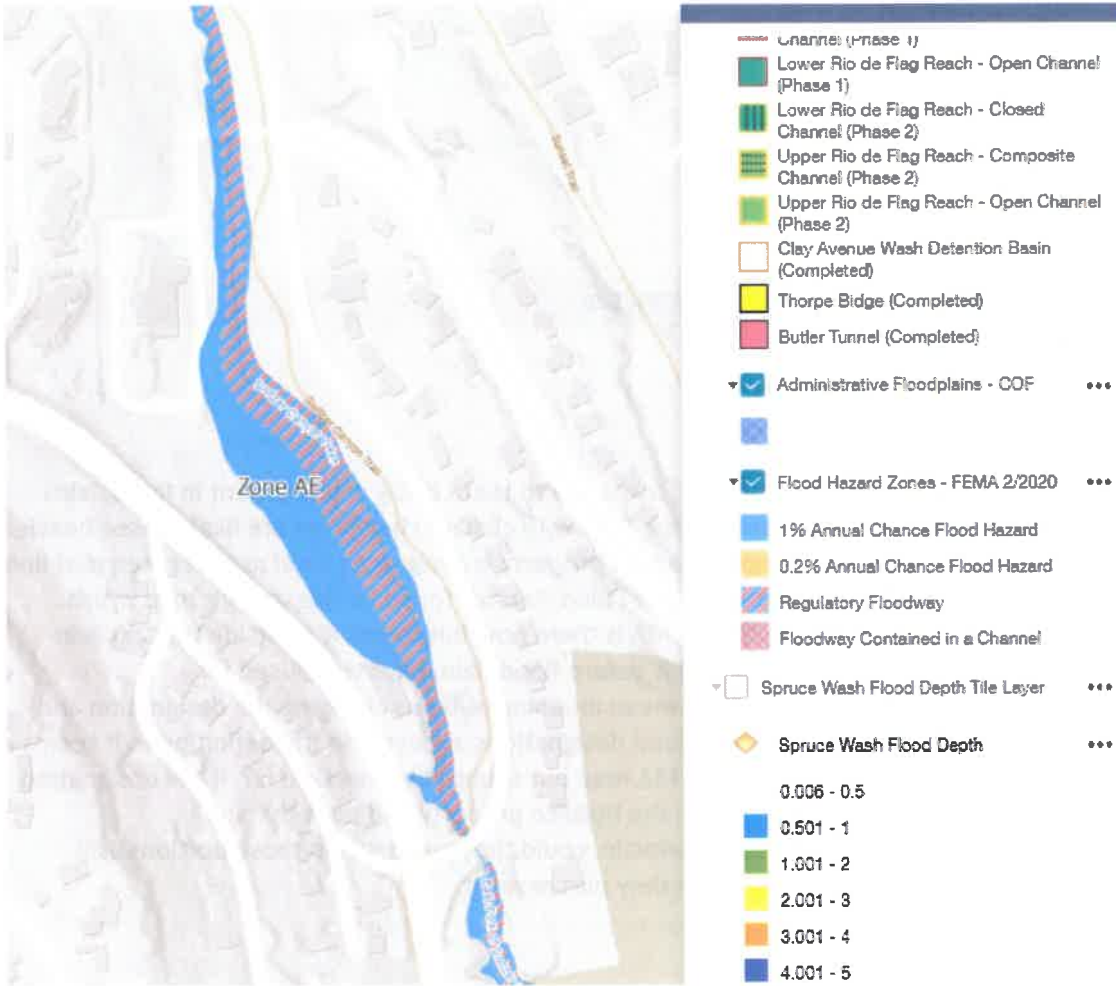 Sunset Trail
Zone AE
Channel (Phase 1)
Lower Rio de Flag Reach - Open Channel
(Phase 1)
Lower Rio de Flag Reach - Closed
Channel (Phase 2)
Upper Rio de Flag Reach - Composite
Channel (Phase 2)
Upper Rio de Flag Reach - Open Channel
(Phase 2)
Clay Avenue Wash Detention Basin
(Completed)
Thorpe Bidge (Completed)
Butler Tunnel (Completed)
Administrative Floodplains - COF
Flood Hazard Zones - FEMA 2/2020
1% Annual Chance Flood Hazard
0.2% Annual Chance Flood Hazard
Regulatory Floodway
Floodway Contained in a Channel
Spruce Wash Flood Depth Tile Layer
Spruce Wash Flood Depth
0.006 - 0.5
0.501 - 1
1.001 - 2
2.001 - 3
3.001 - 4
4.001 - 5